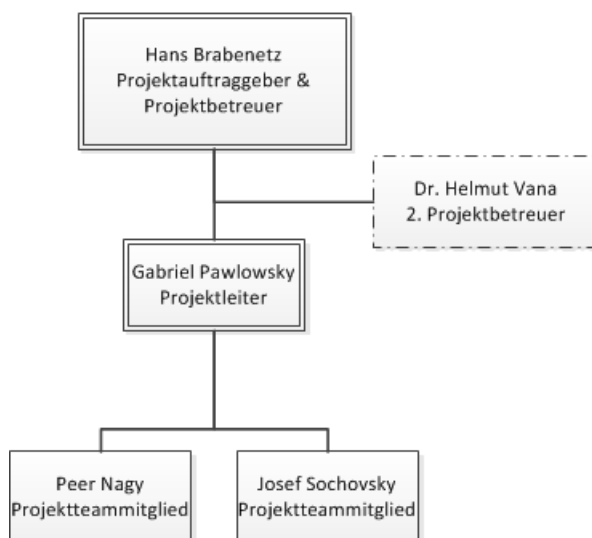 Hans Brabenetz
Projektauftraggeber &
Projektbetreuer
Dr. Helmut Vana
2. Projektbetreuer
Gabriel Pawlowsky
Projektleiter
Peer Nagy
Projektteammitglied
Josef Sochovsky
Projektteammitglied